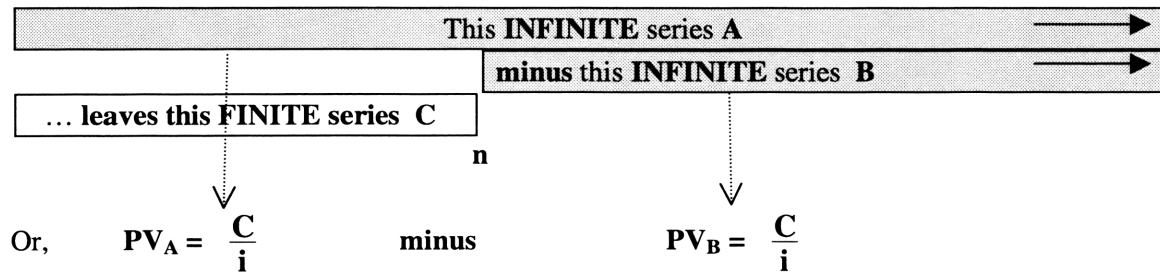 This INFINITE series A
minus this INFINITE series B
… leaves this FINITE series C
n
Or, PV_A = C/i minus PV_B = C/i